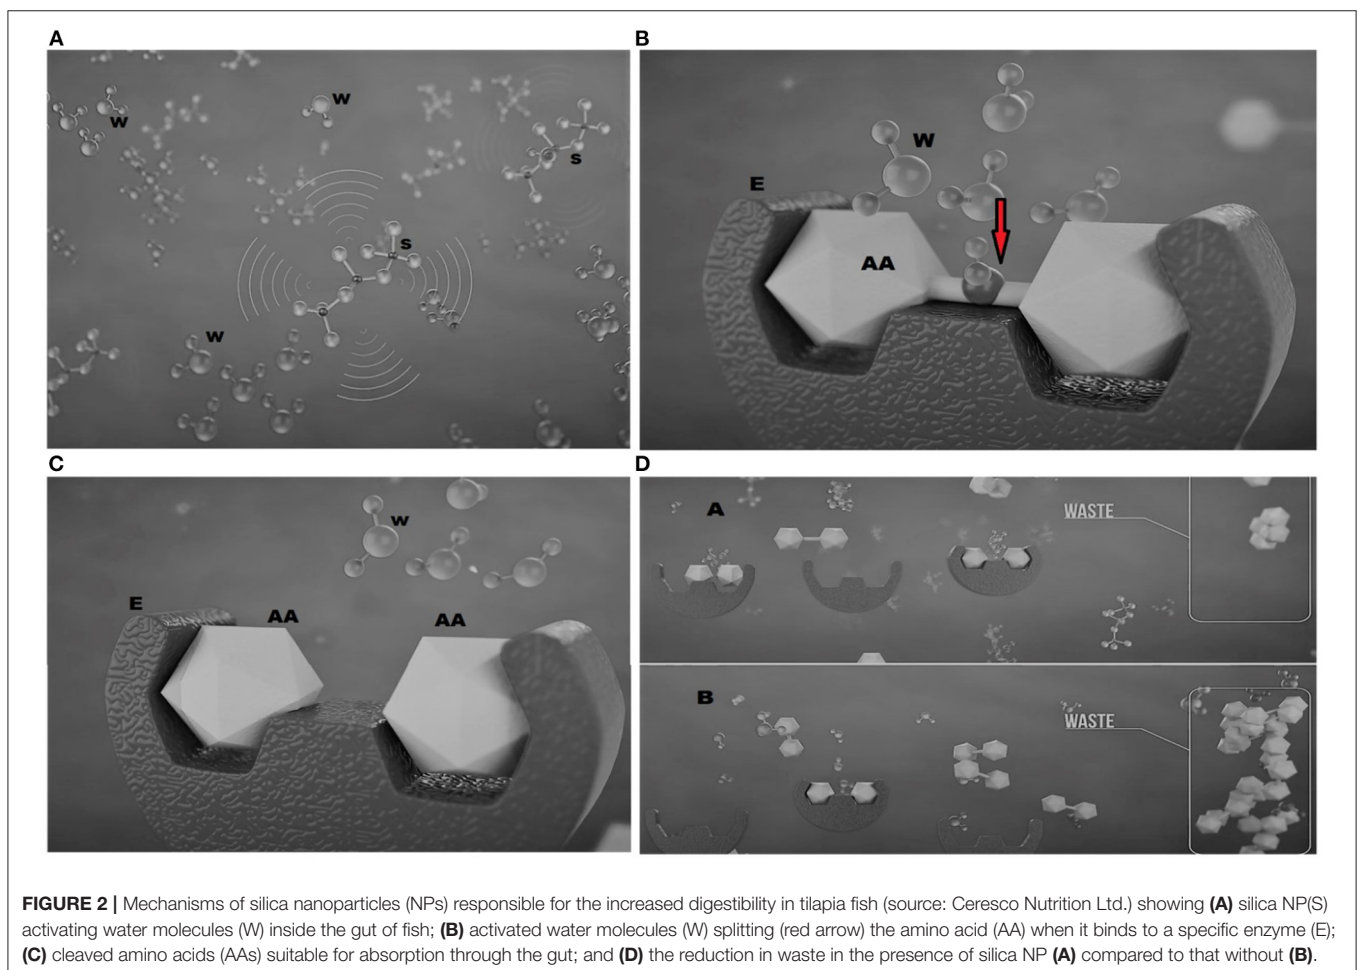 A
B
W
W
S
S
W
W
E
AA
C
D
W
E
AA
AA
A
WASTE
B
WASTE
FIGURE 2 | Mechanisms of silica nanoparticles (NPs) responsible for the increased digestibility in tilapia fish (source: Ceresco Nutrition Ltd.) showing (A) silica NP(S)
activating water molecules (W) inside the gut of fish; (B) activated water molecules (W) splitting (red arrow) the amino acid (AA) when it binds to a specific enzyme (E);
(C) cleaved amino acids (AAs) suitable for absorption through the gut; and (D) the reduction in waste in the presence of silica NP (A) compared to that without (B).